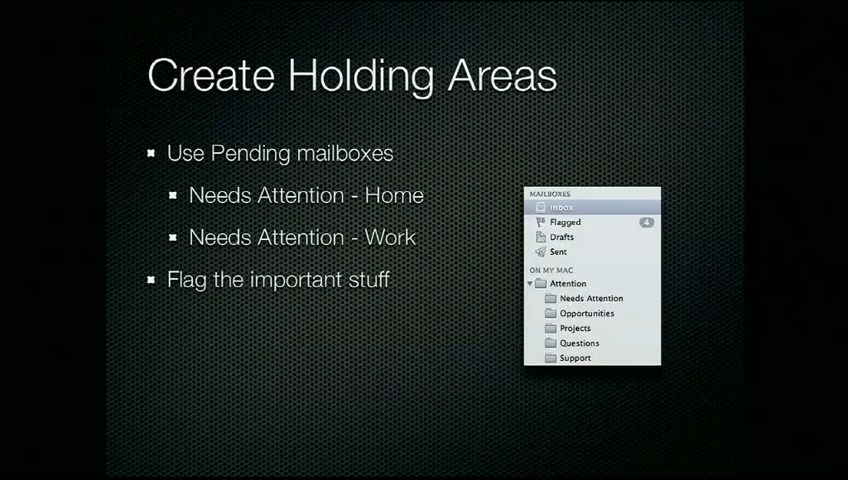 Create Holding Areas
Use Pending mailboxes
Needs Attention - Home
Needs Attention - Work
Flag the important stuff
MAILBOXES
Inbox
Flagged 4
Drafts
Sent
ON MY MAC
Attention
Needs Attention
Opportunities
Projects
Questions
Support